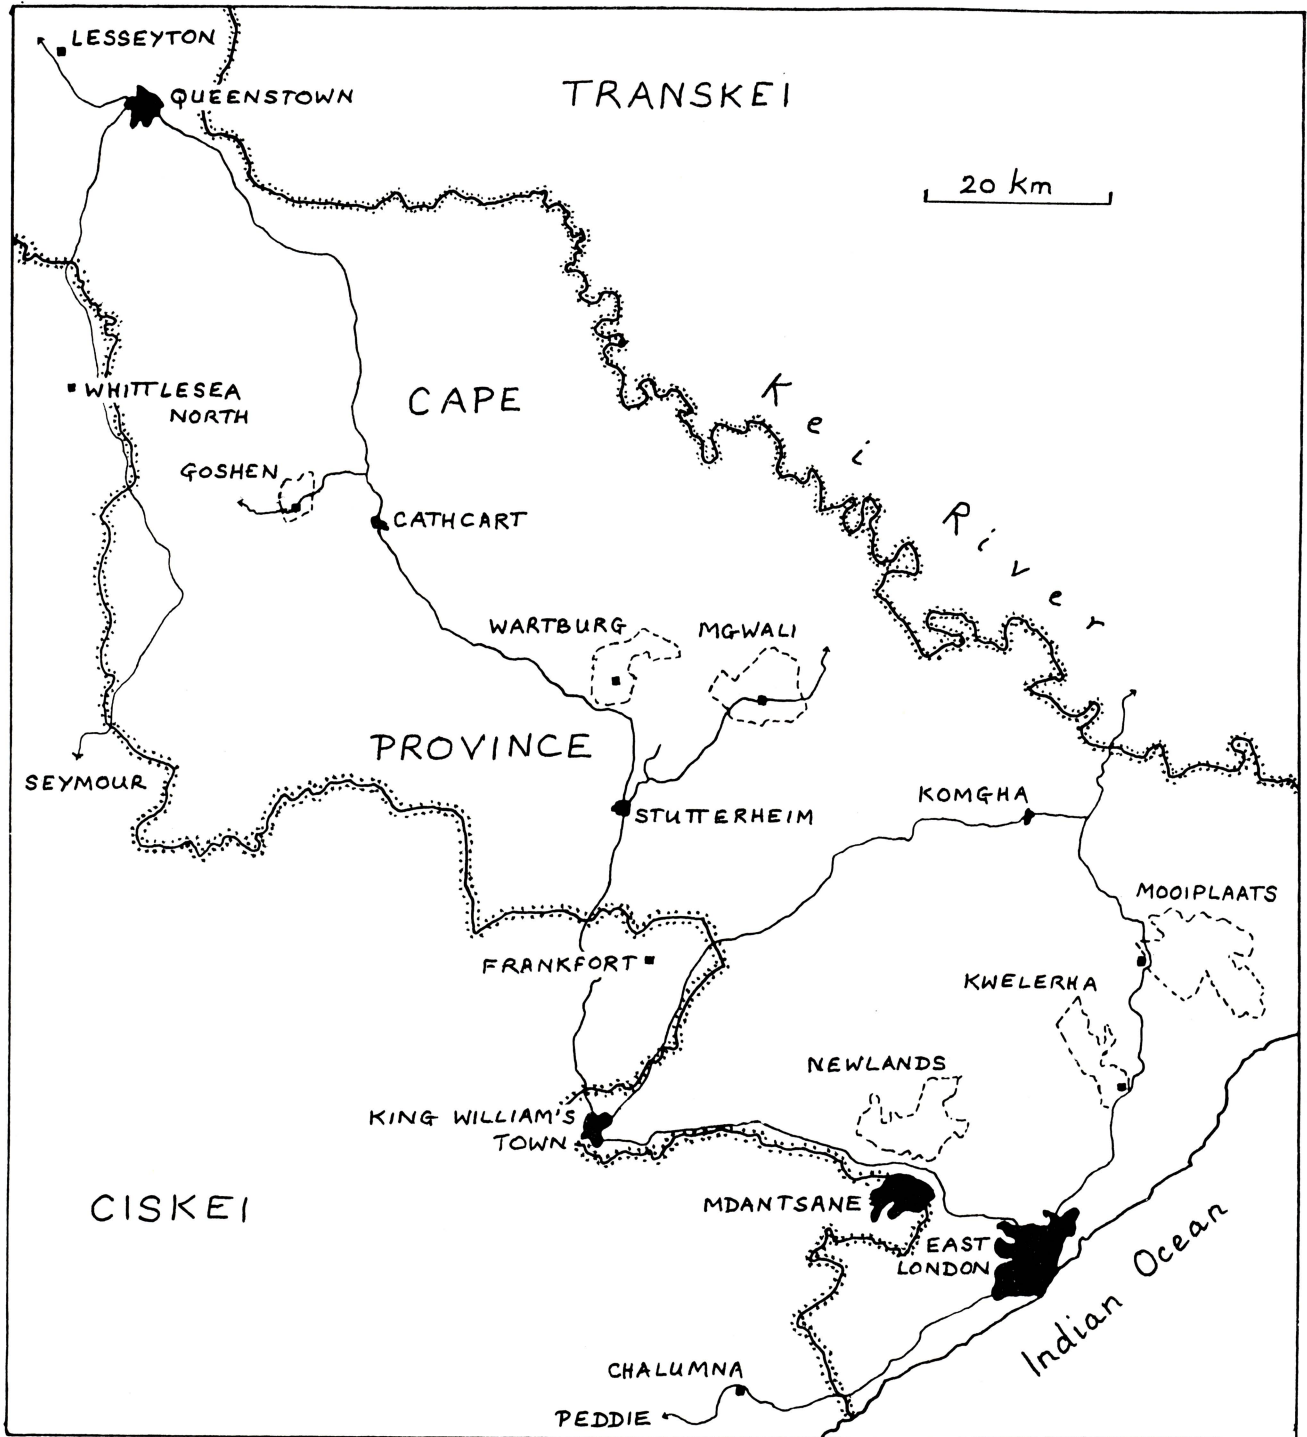 LESSEYTON
QUEENSTOWN
TRANSKEI
20 km
WHITTLESEA
NORTH
CAPE
Kei River
GOSHEN
CATHCART
WARTBURG
MGWALI
PROVINCE
SEYMOUR
STUTTERHEIM
KOMGHA
MOOIPLAATS
FRANKFORT
KWELERHA
NEWLANDS
KING WILLIAM'S
TOWN
CISKEI
MDANTSANE
EAST
LONDON
Indian Ocean
CHALUMNA
PEDDIE